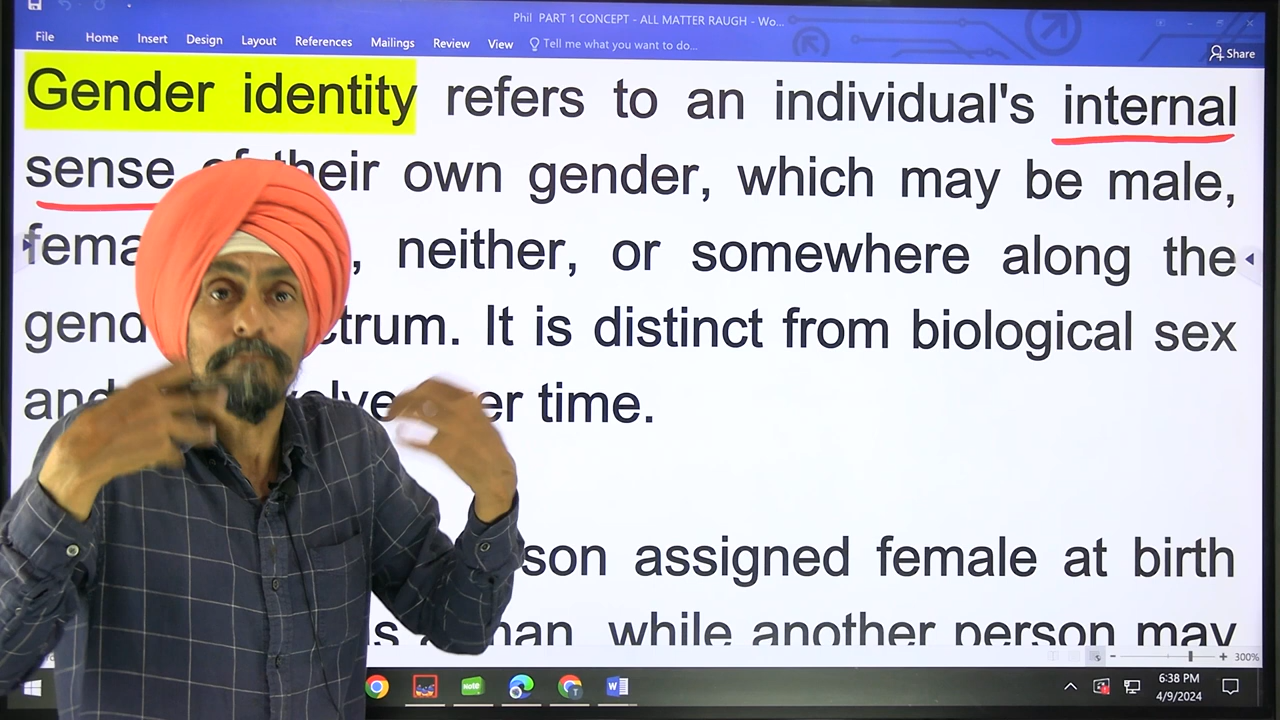 Phil PART 1 CONCEPT - ALL MATTER RAUGH - Wo...
File Home Insert Design Layout References Mailings Review View Tell me what you want to do... Share
Gender identity refers to an individual's internal
sense of their own gender, which may be male,
neither, or somewhere along the
It is distinct from biological sex
time.
assigned female at birth
man, while another person may
300%
Note
6:38 PM
4/9/2024